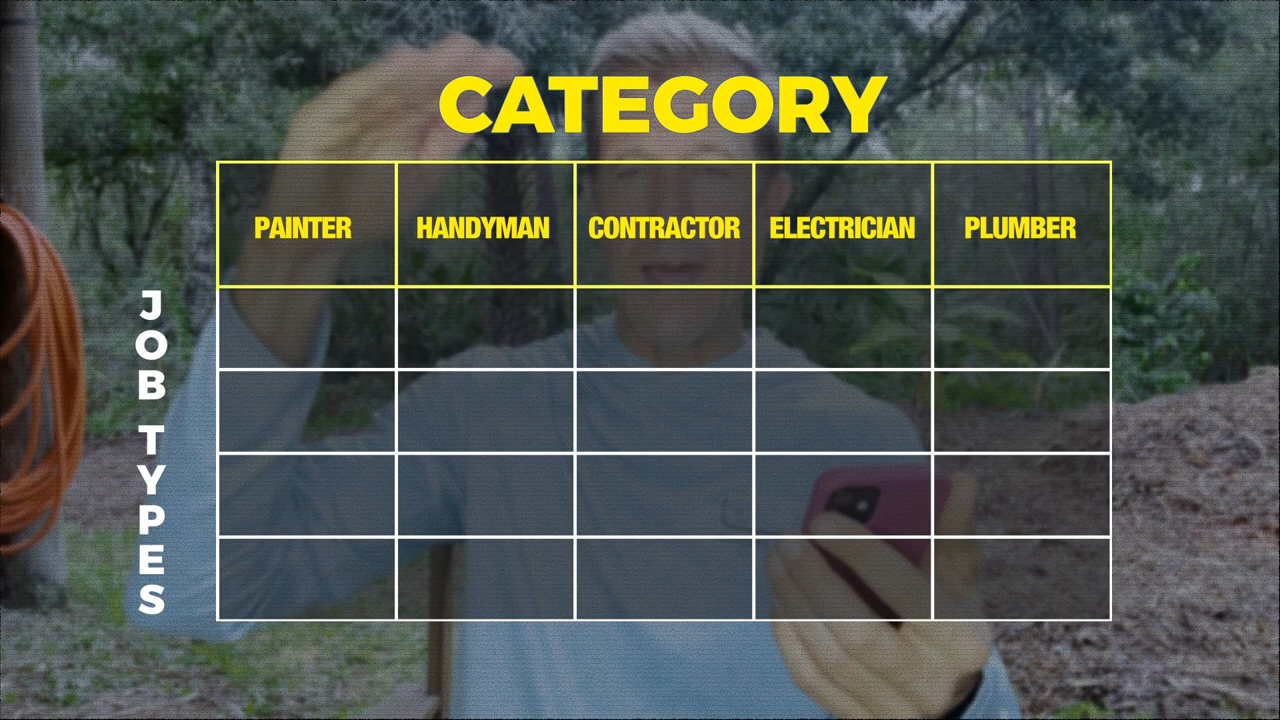 CATEGORY
PAINTER HANDYMAN CONTRACTOR ELECTRICIAN PLUMBER
JOB TYPES